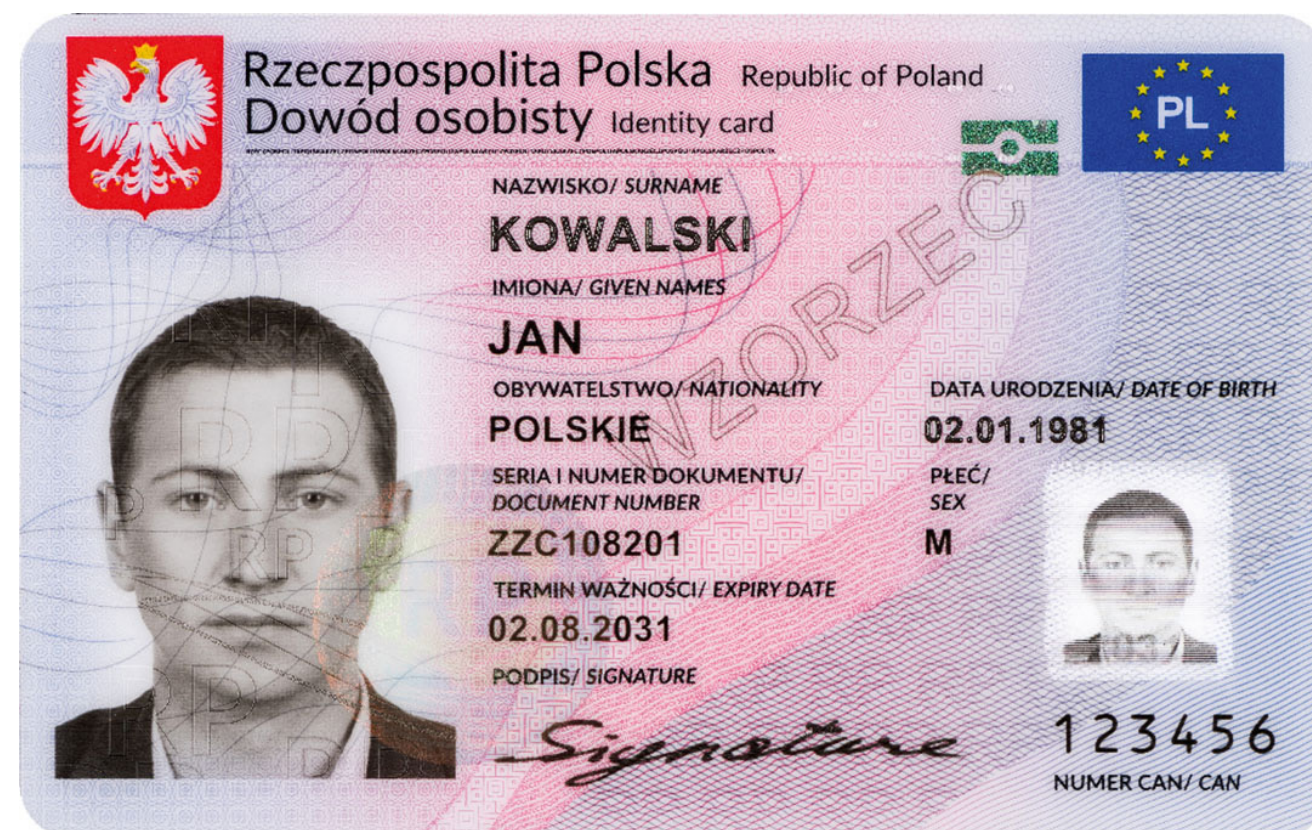 Rzeczpospolita Polska Republic of Poland
Dowód osobisty Identity card
PL
NAZWISKO/ SURNAME
KOWALSKI
IMIONA/ GIVEN NAMES
JAN
OBYWATELSTWO/ NATIONALITY
POLSKIE
DATA URODZENIA/ DATE OF BIRTH
02.01.1981
SERIA I NUMER DOKUMENTU/
DOCUMENT NUMBER
ZZC108201
PŁEĆ/
SEX
M
TERMIN WAŻNOŚCI/ EXPIRY DATE
02.08.2031
PODPIS/ SIGNATURE
Signature
123456
NUMER CAN/ CAN
WZORZEC
RP
RP